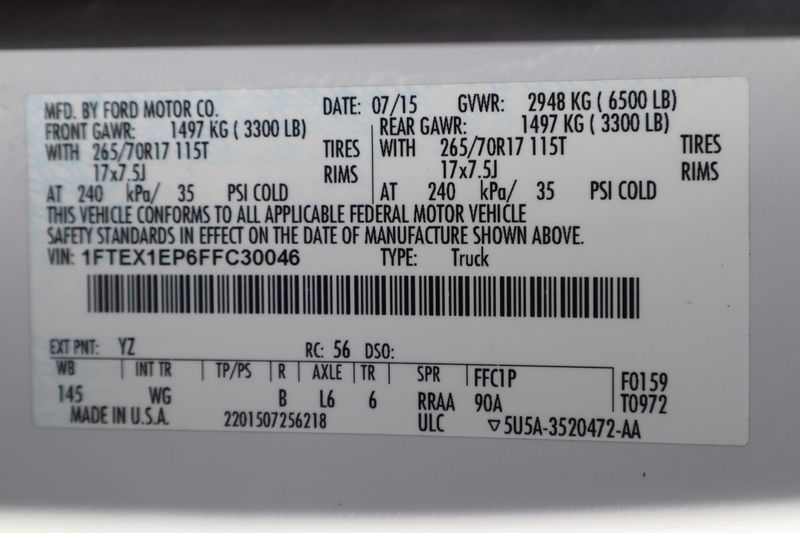 MFD. BY FORD MOTOR CO. DATE: 07/15 GVWR: 2948 KG ( 6500 LB)
FRONT GAWR: 1497 KG ( 3300 LB) REAR GAWR: 1497 KG ( 3300 LB)
WITH 265/70R17 115T TIRES WITH 265/70R17 115T TIRES
17x7.5J RIMS 17x7.5J RIMS
AT 240 kPa/ 35 PSI COLD AT 240 kPa/ 35 PSI COLD
THIS VEHICLE CONFORMS TO ALL APPLICABLE FEDERAL MOTOR VEHICLE
SAFETY STANDARDS IN EFFECT ON THE DATE OF MANUFACTURE SHOWN ABOVE.
VIN: 1FTEX1EP6FFC30046 TYPE: Truck
EXT PNT: YZ RC: 56 DSO:
WB INT TR TP/PS R AXLE TR SPR FFC1P F0159
145 WG B L6 6 RRAA 90A T0972
MADE IN U.S.A. 2201507256218 ULC ▽5U5A-3520472-AA